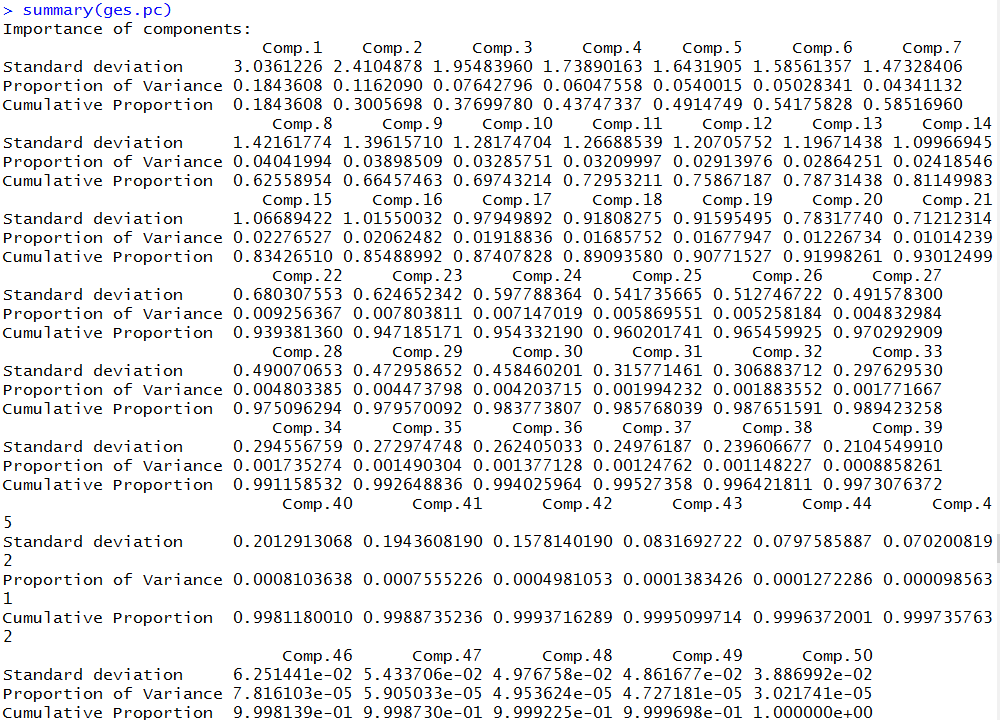 > summary(ges.pc)
Importance of components:
Comp.1 Comp.2 Comp.3 Comp.4 Comp.5 Comp.6 Comp.7
Standard deviation 3.0361226 2.4104878 1.95483960 1.73890163 1.6431905 1.58561357 1.47328406
Proportion of Variance 0.1843608 0.1162090 0.07642796 0.06047558 0.0540015 0.05028341 0.04341132
Cumulative Proportion 0.1843608 0.3005698 0.37699780 0.43747337 0.4914749 0.54175828 0.58516960
Comp.8 Comp.9 Comp.10 Comp.11 Comp.12 Comp.13 Comp.14
Standard deviation 1.42161774 1.39615710 1.28174704 1.26688539 1.20705752 1.19671438 1.09966945
Proportion of Variance 0.04041994 0.03898509 0.03285751 0.03209997 0.02913976 0.02864251 0.02418546
Cumulative Proportion 0.62558954 0.66457463 0.69743214 0.72953211 0.75867187 0.78731438 0.81149983
Comp.15 Comp.16 Comp.17 Comp.18 Comp.19 Comp.20 Comp.21
Standard deviation 1.06689422 1.01550032 0.97949892 0.91808275 0.91595495 0.78317740 0.71212314
Proportion of Variance 0.02276527 0.02062482 0.01918836 0.01685752 0.01677947 0.01226734 0.01014239
Cumulative Proportion 0.83426510 0.85488992 0.87407828 0.89093580 0.90771527 0.91998261 0.93012499
Comp.22 Comp.23 Comp.24 Comp.25 Comp.26 Comp.27
Standard deviation 0.680307553 0.624652342 0.597788364 0.541735665 0.512746722 0.491578300
Proportion of Variance 0.009256367 0.007803811 0.007147019 0.005869551 0.005258184 0.004832984
Cumulative Proportion 0.939381360 0.947185171 0.954332190 0.960201741 0.965459925 0.970292909
Comp.28 Comp.29 Comp.30 Comp.31 Comp.32 Comp.33
Standard deviation 0.490070653 0.472958652 0.458460201 0.315771461 0.306883712 0.297629530
Proportion of Variance 0.004803385 0.004473798 0.004203715 0.001994232 0.001883552 0.001771667
Cumulative Proportion 0.975096294 0.979570092 0.983773807 0.985768039 0.987651591 0.989423258
Comp.34 Comp.35 Comp.36 Comp.37 Comp.38 Comp.39
Standard deviation 0.294556759 0.272974748 0.262405033 0.24976187 0.239606677 0.2104549910
Proportion of Variance 0.001735274 0.001490304 0.001377128 0.00124762 0.001148227 0.0008858261
Cumulative Proportion 0.991158532 0.992648836 0.994025964 0.99527358 0.996421811 0.9973076372
Comp.40 Comp.41 Comp.42 Comp.43 Comp.44 Comp.4
5
Standard deviation 0.2012913068 0.1943608190 0.1578140190 0.0831692722 0.0797585887 0.070200819
2
Proportion of Variance 0.0008103638 0.0007555226 0.0004981053 0.0001383426 0.0001272286 0.000098563
1
Cumulative Proportion 0.9981180010 0.9988735236 0.9993716289 0.9995099714 0.9996372001 0.999735763
2
Comp.46 Comp.47 Comp.48 Comp.49 Comp.50
Standard deviation 6.251441e-02 5.433706e-02 4.976758e-02 4.861677e-02 3.886992e-02
Proportion of Variance 7.816103e-05 5.905033e-05 4.953624e-05 4.727181e-05 3.021741e-05
Cumulative Proportion 9.998139e-01 9.998730e-01 9.999225e-01 9.999698e-01 1.000000e+00